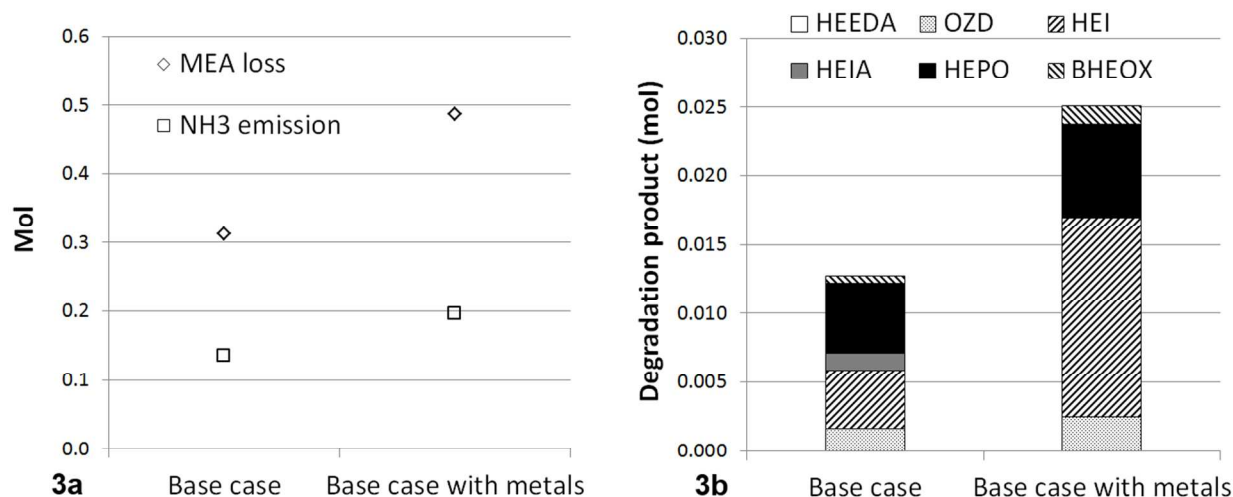 0.6
MEA loss
0.5
NH3 emission
0.4
0.3
0.2
0.1
0.0
Mol
3a
Base case
Base case with metals
HEEDA
OZD
HEI
HEIA
HEPO
BHEOX
0.030
0.025
0.020
0.015
0.010
0.005
0.000
Degradation product (mol)
3b
Base case
Base case with metals